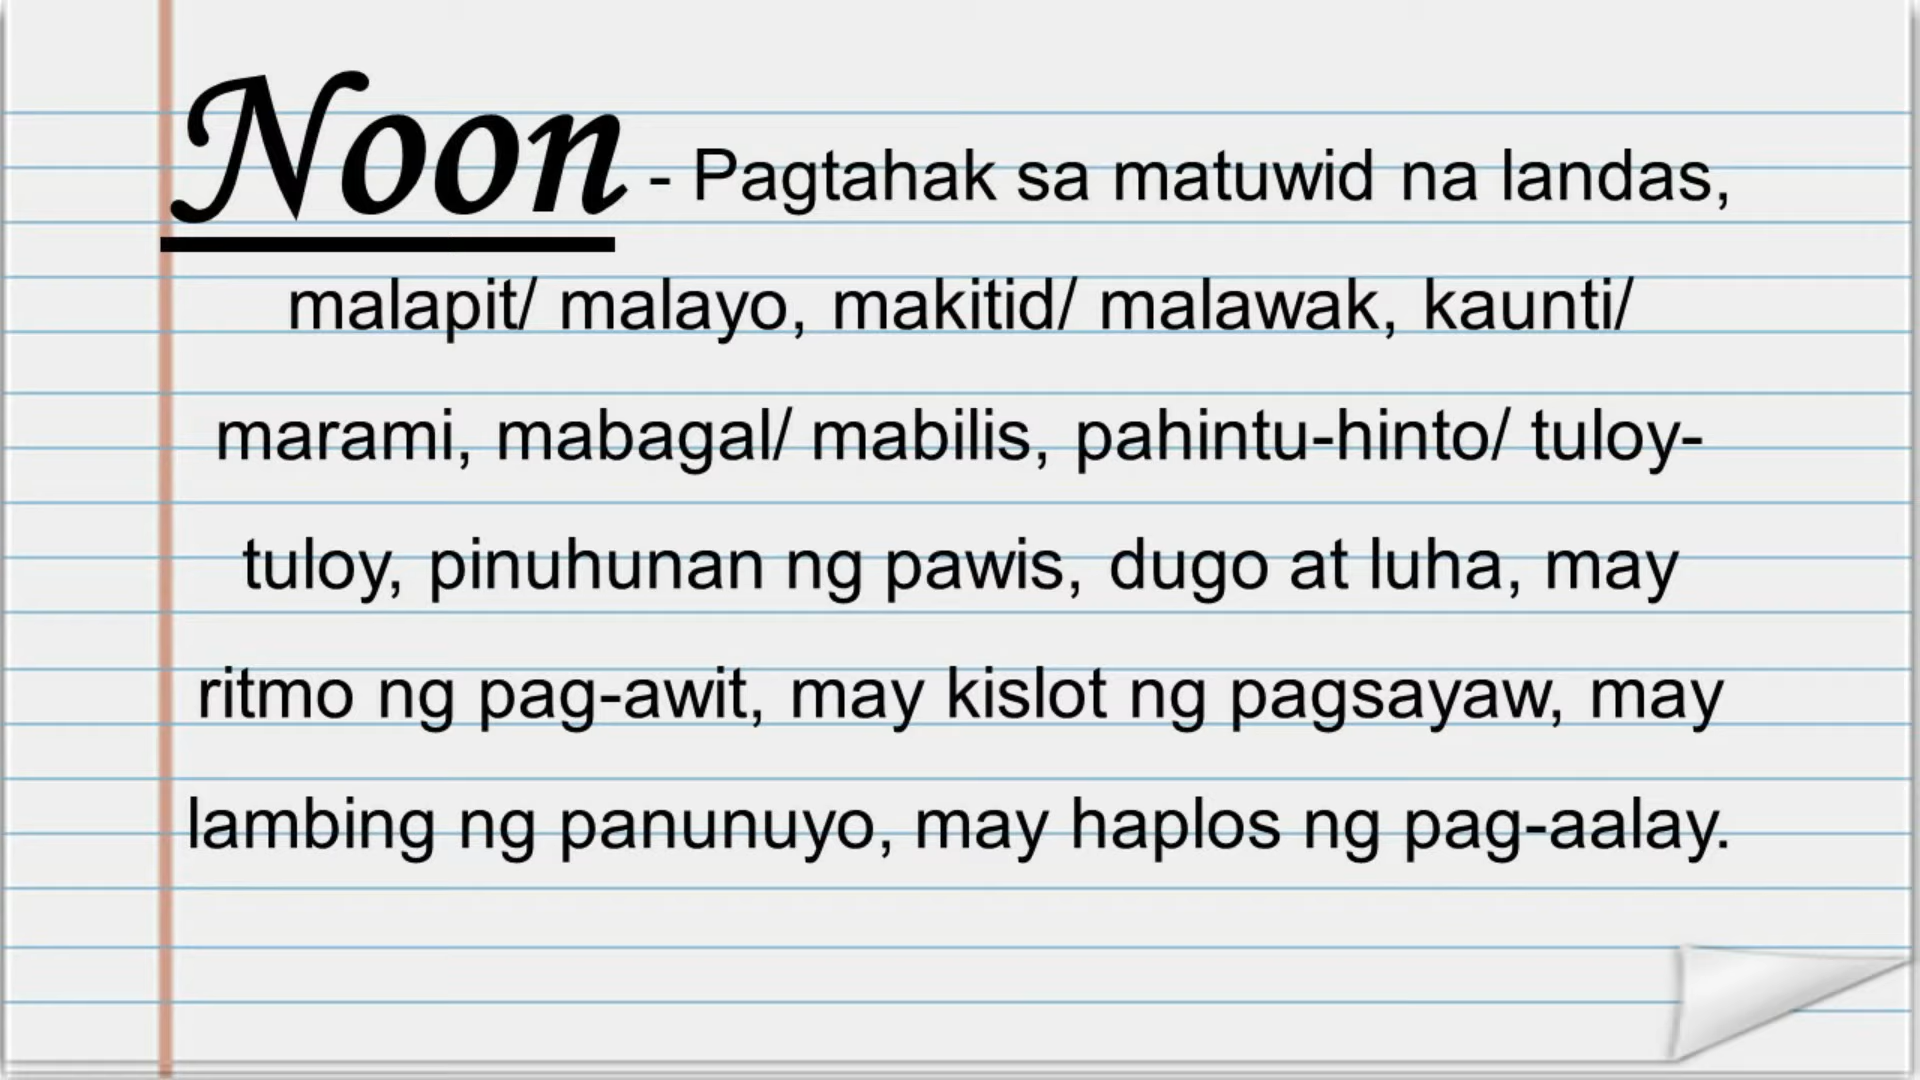 Noon - Pagtahak sa matuwid na landas,
malapit/ malayo, makitid/ malawak, kaunti/
marami, mabagal/ mabilis, pahintu-hinto/ tuloy-
tuloy, pinuhunan ng pawis, dugo at luha, may
ritmo ng pag-awit, may kislot ng pagsayaw, may
lambing ng panunuyo, may haplos ng pag-aalay.